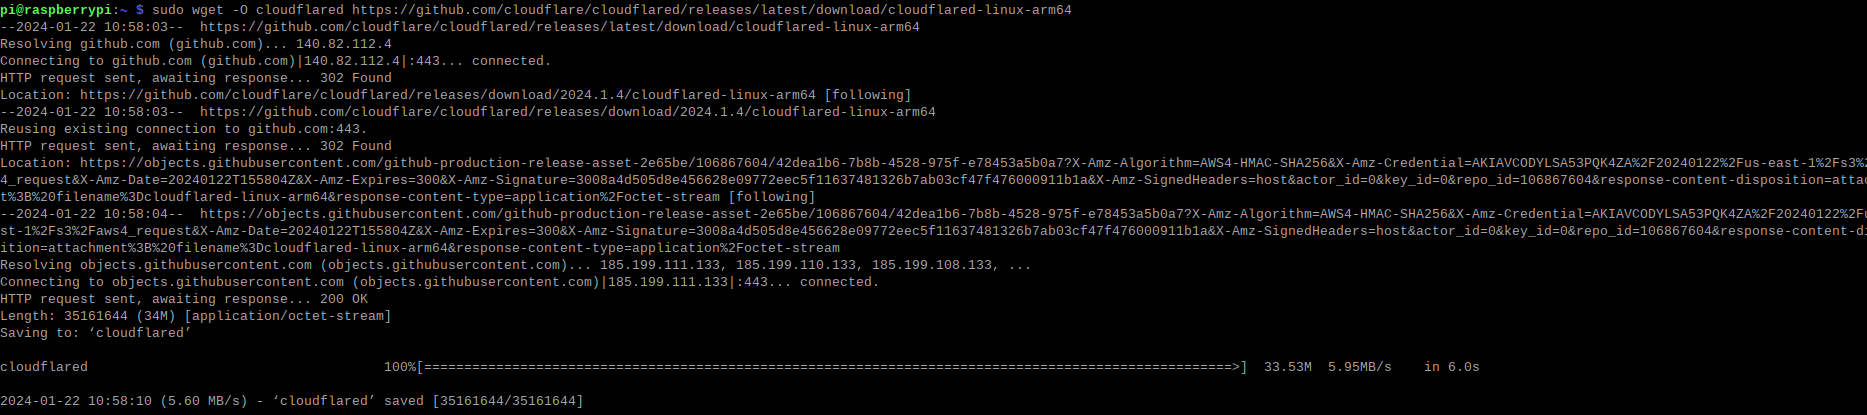 pi@raspberrypi:~ $ sudo wget -O cloudflared https://github.com/cloudflare/cloudflared/releases/latest/download/cloudflared-linux-arm64
--2024-01-22 10:58:03--  https://github.com/cloudflare/cloudflared/releases/latest/download/cloudflared-linux-arm64
Resolving github.com (github.com)... 140.82.112.4
Connecting to github.com (github.com)|140.82.112.4|:443... connected.
HTTP request sent, awaiting response... 302 Found
Location: https://github.com/cloudflare/cloudflared/releases/download/2024.1.4/cloudflared-linux-arm64 [following]
--2024-01-22 10:58:03--  https://github.com/cloudflare/cloudflared/releases/download/2024.1.4/cloudflared-linux-arm64
Reusing existing connection to github.com:443.
HTTP request sent, awaiting response... 302 Found
Location: https://objects.githubusercontent.com/github-production-release-asset-2e65be/106867604/42dea1b6-7b8b-4528-975f-e78453a5b0a7?X-Amz-Algorithm=AWS4-HMAC-SHA256&X-Amz-Credential=AKIAVCODYLSA53PQK4ZA%2F20240122%2Fus-east-1%2Fs3%2
4_request&X-Amz-Date=20240122T155804Z&X-Amz-Expires=300&X-Amz-Signature=3008a4d505d8e456628e09772eec5f11637481326b7ab03cf47f476000911b1a&X-Amz-SignedHeaders=host&actor_id=0&key_id=0&repo_id=106867604&response-content-disposition=attac
t%3B%20filename%3Dcloudflared-linux-arm64&response-content-type=application%2Foctet-stream [following]
--2024-01-22 10:58:04--  https://objects.githubusercontent.com/github-production-release-asset-2e65be/106867604/42dea1b6-7b8b-4528-975f-e78453a5b0a7?X-Amz-Algorithm=AWS4-HMAC-SHA256&X-Amz-Credential=AKIAVCODYLSA53PQK4ZA%2F20240122%2Fu
st-1%2Fs3%2Faws4_request&X-Amz-Date=20240122T155804Z&X-Amz-Expires=300&X-Amz-Signature=3008a4d505d8e456628e09772eec5f11637481326b7ab03cf47f476000911b1a&X-Amz-SignedHeaders=host&actor_id=0&key_id=0&repo_id=106867604&response-content-di
ition=attachment%3B%20filename%3Dcloudflared-linux-arm64&response-content-type=application%2Foctet-stream
Resolving objects.githubusercontent.com (objects.githubusercontent.com)... 185.199.111.133, 185.199.110.133, 185.199.108.133, ...
Connecting to objects.githubusercontent.com (objects.githubusercontent.com)|185.199.111.133|:443... connected.
HTTP request sent, awaiting response... 200 OK
Length: 35161644 (34M) [application/octet-stream]
Saving to: ‘cloudflared’
cloudflared 100%[=====================================================================================================>] 33.53M 5.95MB/s in 6.0s
2024-01-22 10:58:10 (5.60 MB/s) - ‘cloudflared’ saved [35161644/35161644]